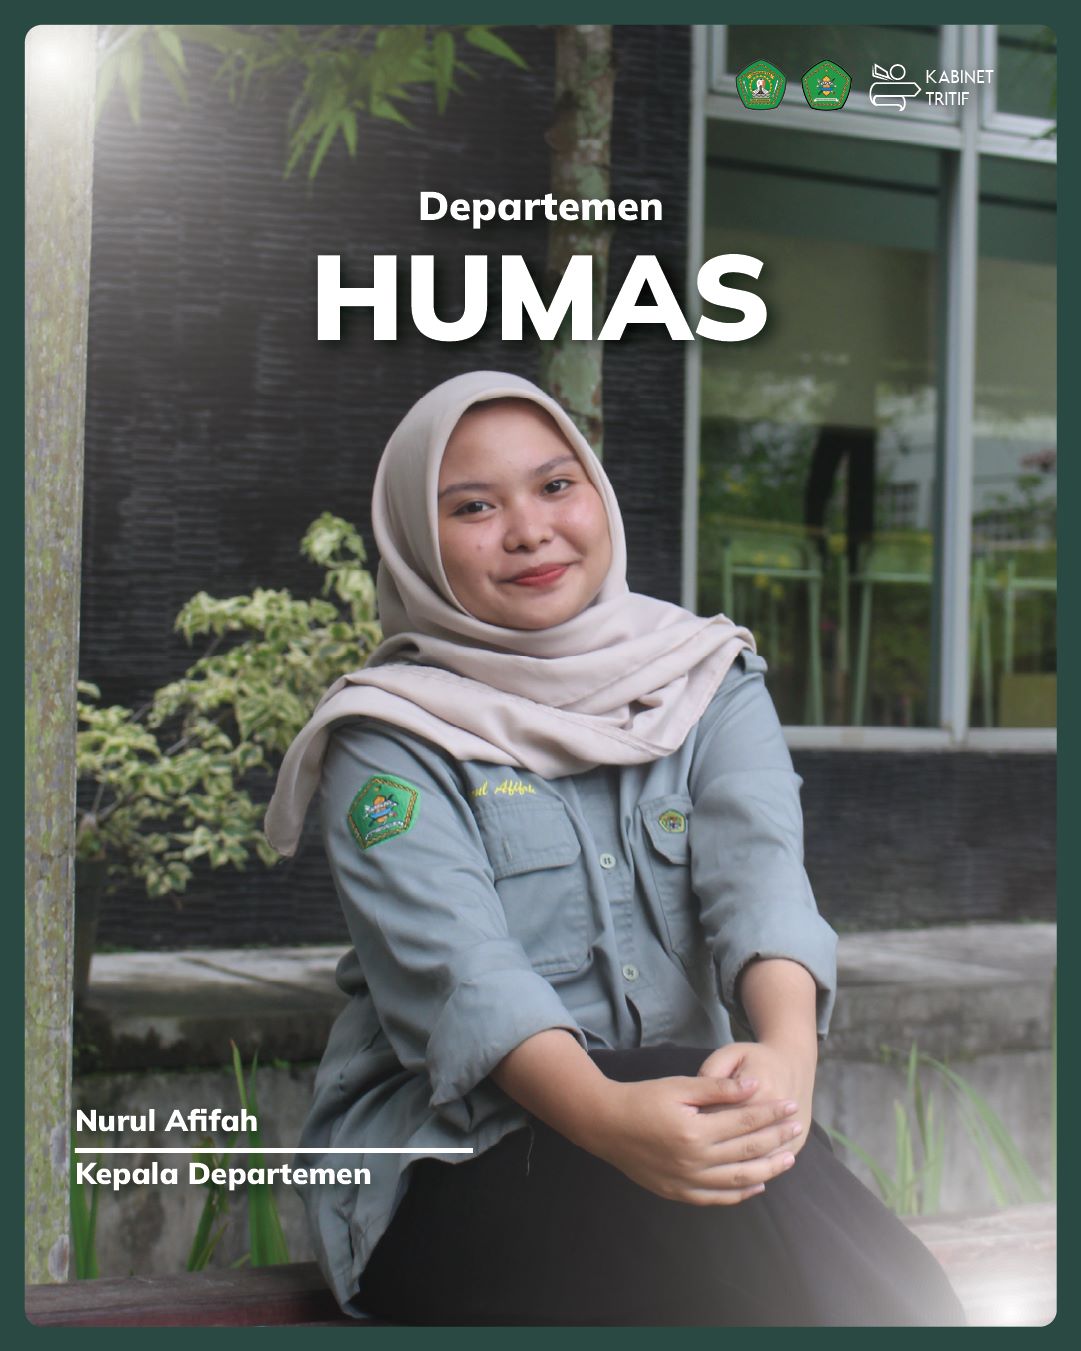 KABINET
TRITIF
Departemen
HUMAS
Nurul Afifah
Kepala Departemen